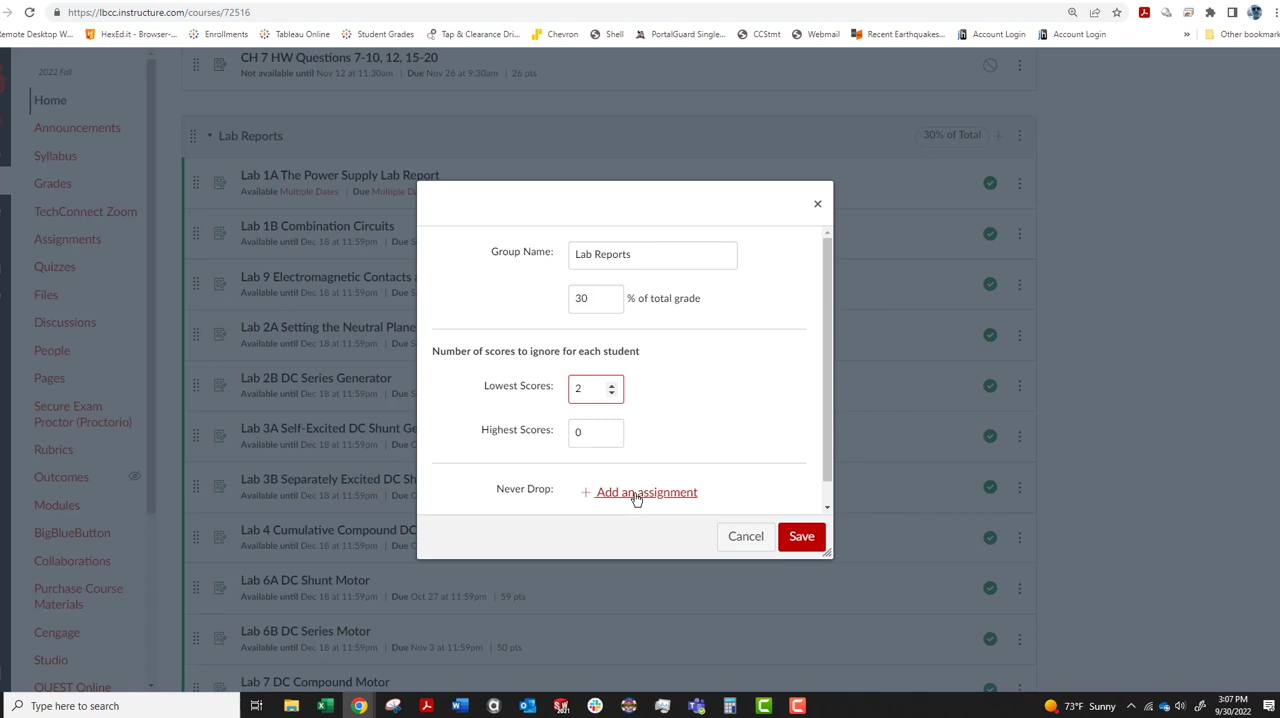 https://lbcc.instructure.com/courses/72516
emote Desktop W...
HexEd.it - Browser-...
Enrollments
Tableau Online
Student Grades
Tap & Clearance Dri...
Chevron
Shell
PortalGuard Single...
CCStmt
Webmail
Recent Earthquakes...
Account Login
Account Login
»
Other bookmark
2022 Fall
Home
Announcements
Syllabus
Grades
TechConnect Zoom
Assignments
Quizzes
Files
Discussions
People
Pages
Secure Exam
Proctor (Proctorio)
Rubrics
Outcomes
Modules
BigBlueButton
Collaborations
Purchase Course
Materials
Cengage
Studio
QUEST Online
CH 7 HW Questions 7-10, 12, 15-20
Not available until Nov 12 at 11:30am | Due Nov 26 at 9:30am | 26 pts
Lab Reports
30% of Total
Lab 1A The Power Supply Lab Report
Available Multiple Dates | Due Multiple Da
Lab 1B Combination Circuits
Available until Dec 18 at 11:59pm | Due S
Lab 9 Electromagnetic Contacts a
Available until Dec 18 at 11:59pm | Due S
Lab 2A Setting the Neutral Plane
Available until Dec 18 at 11:59pm | Due S
Lab 2B DC Series Generator
Available until Dec 18 at 11:59pm | Due S
Lab 3A Self-Excited DC Shunt Ge
Available until Dec 18 at 11:59pm | Due O
Lab 3B Separately Excited DC Sh
Available until Dec 18 at 11:59pm | Due O
Lab 4 Cumulative Compound DC
Available until Dec 18 at 11:59pm | Due O
Lab 6A DC Shunt Motor
Available until Dec 18 at 11:59pm | Due Oct 27 at 11:59pm | 59 pts
Lab 6B DC Series Motor
Available until Dec 18 at 11:59pm | Due Nov 3 at 11:59pm | 50 pts
Lab 7 DC Compound Motor
×
Group Name:
Lab Reports
30
% of total grade
Number of scores to ignore for each student
Lowest Scores:
2
Highest Scores:
0
Never Drop:
+ Add an assignment
Cancel
Save
Type here to search
73°F Sunny
3:07 PM
9/30/2022